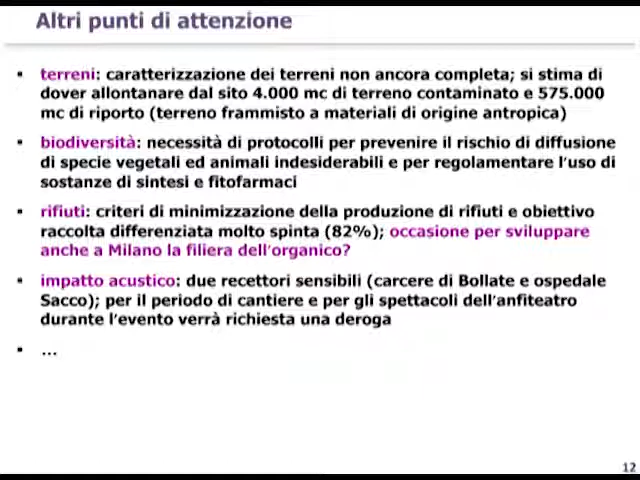 Altri punti di attenzione
▪ terreni: caratterizzazione dei terreni non ancora completa; si stima di
dover allontanare dal sito 4.000 mc di terreno contaminato e 575.000
mc di riporto (terreno frammisto a materiali di origine antropica)
▪ biodiversità: necessità di protocolli per prevenire il rischio di diffusione
di specie vegetali ed animali indesiderabili e per regolamentare l'uso di
sostanze di sintesi e fitofarmaci
▪ rifiuti: criteri di minimizzazione della produzione di rifiuti e obiettivo
raccolta differenziata molto spinta (82%); occasione per sviluppare
anche a Milano la filiera dell'organico?
▪ impatto acustico: due recettori sensibili (carcere di Bollate e ospedale
Sacco); per il periodo di cantiere e per gli spettacoli dell'anfiteatro
durante l'evento verrà richiesta una deroga
▪ ...
12